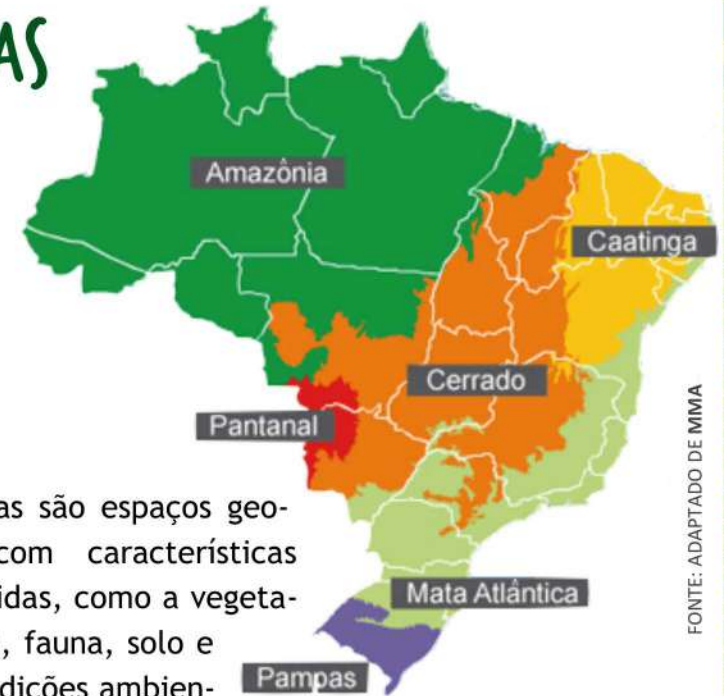 AS
Amazônia
Caatinga
Cerrado
Pantanal
Mata Atlântica
Pampas
as são espaços geo-
com características
idas, como a vegeta-
, fauna, solo e
dições ambien-
FONTE: ADAPTADO DE MMA